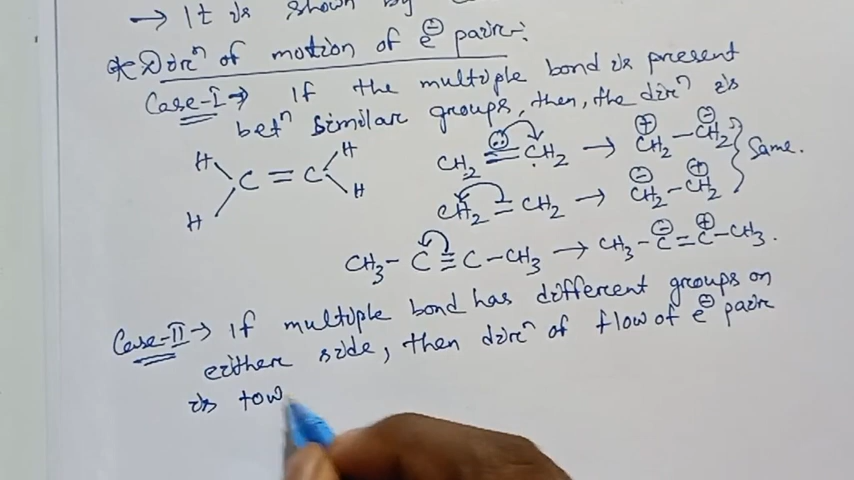 → It is shown by
* Dirⁿ of motion of e⊖ pair:
Case-I → If the multiple bond is present
betⁿ similar groups, then, the dirⁿ is
H H
C = C
H H
CH₂ = CH₂ → ⊕CH₂ - ⊖CH₂
CH₂ = CH₂ → ⊖CH₂ - ⊕CH₂
Same.
CH₃ - C ≡ C - CH₃ → CH₃ - ⊖C = ⊕C - CH₃.
Case-II → If multiple bond has different groups on
either side, then dirⁿ of flow of e⊖ pair
is tow